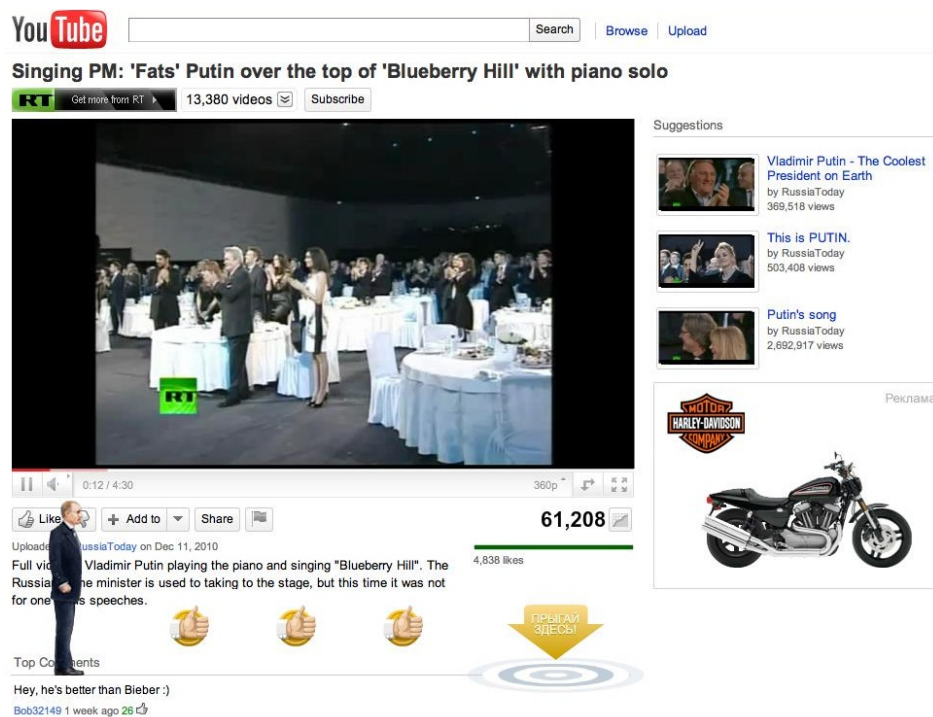 You Tube
Search
Browse
Upload
Singing PM: 'Fats' Putin over the top of 'Blueberry Hill' with piano solo
RT
Get more from RT
13,380 videos
Subscribe
RT
0:12 / 4:30
360p
Like
Add to
Share
61,208
Uploade ussiaToday on Dec 11, 2010
4,838 likes
Full vid Vladimir Putin playing the piano and singing "Blueberry Hill". The
Russia ne minister is used to taking to the stage, but this time it was not
for one s speeches.
ПРЫГАЙ
ЗДЕСЬ!
Top Co ents
Hey, he's better than Bieber :)
Bob32149 1 week ago 26
Suggestions
Vladimir Putin - The Coolest
President on Earth
by RussiaToday
369,518 views
This is PUTIN.
by RussiaToday
503,408 views
Putin's song
by RussiaToday
2,692,917 views
Реклама
MOTOR
HARLEY-DAVIDSON
COMPANY